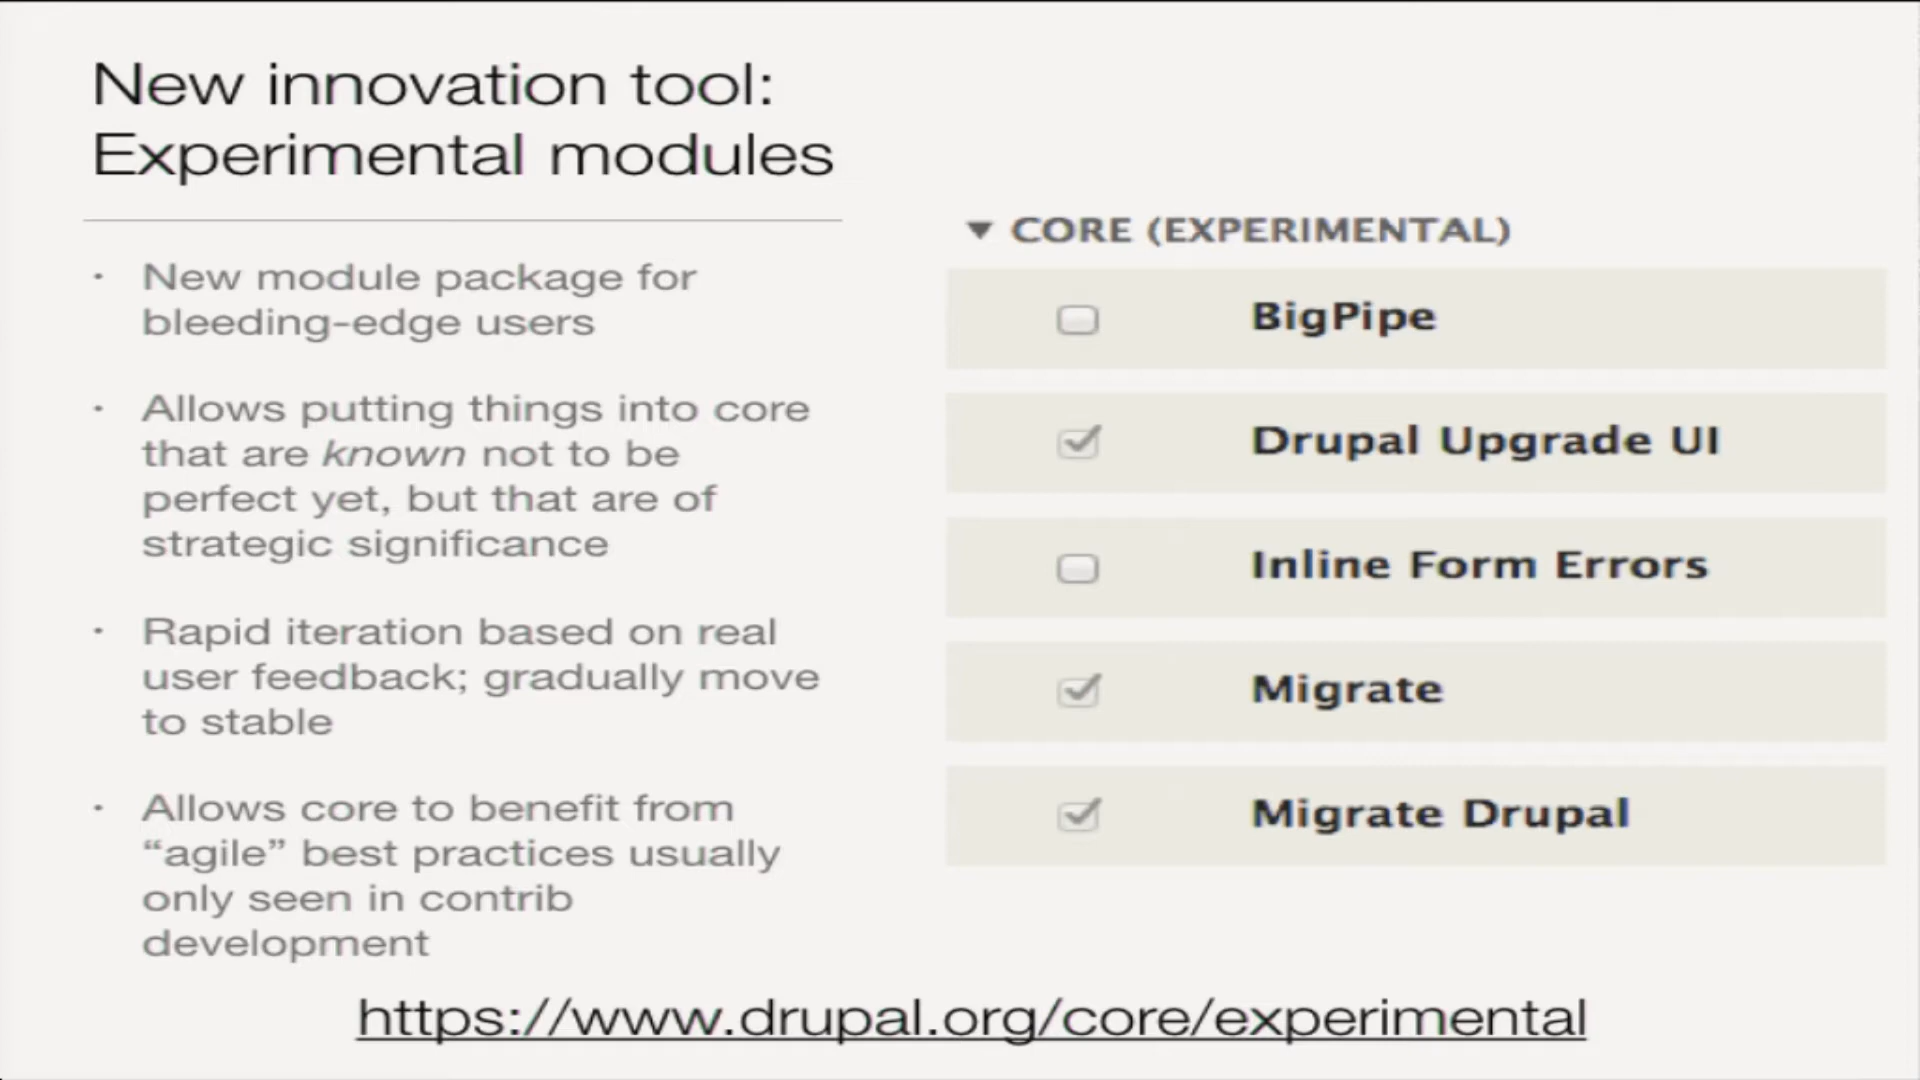 New innovation tool:
Experimental modules
· New module package for
bleeding-edge users
· Allows putting things into core
that are known not to be
perfect yet, but that are of
strategic significance
· Rapid iteration based on real
user feedback; gradually move
to stable
· Allows core to benefit from
“agile” best practices usually
only seen in contrib
development
▼ CORE (EXPERIMENTAL)
BigPipe
Drupal Upgrade UI
Inline Form Errors
Migrate
Migrate Drupal
https://www.drupal.org/core/experimental